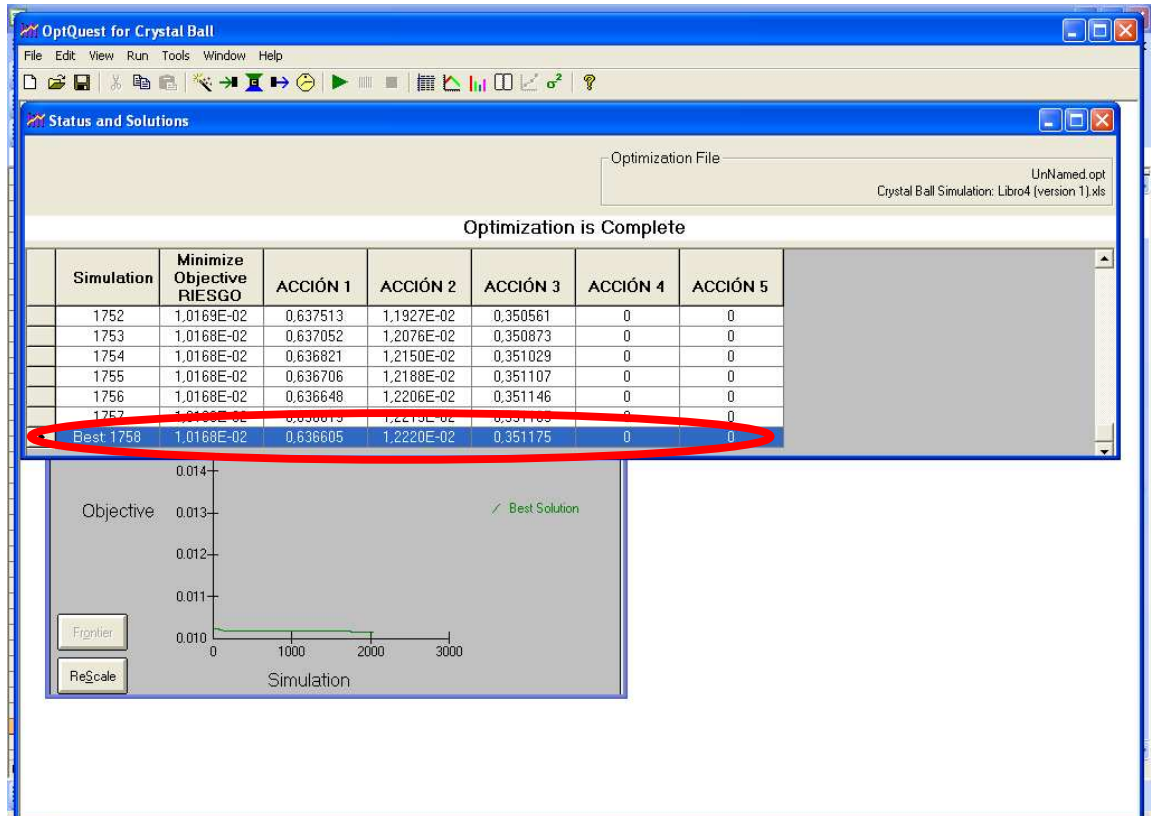 OptQuest for Crystal Ball
File Edit View Run Tools Window Help
Status and Solutions
Optimization File
UnNamed.opt
Crystal Ball Simulation: Libro4 (version 1).xls
Optimization is Complete
Simulation Minimize Objective RIESGO ACCIÓN 1 ACCIÓN 2 ACCIÓN 3 ACCIÓN 4 ACCIÓN 5
1752 1,0169E-02 0,637513 1,1927E-02 0,350561 0 0
1753 1,0168E-02 0,637052 1,2076E-02 0,350873 0 0
1754 1,0168E-02 0,636821 1,2150E-02 0,351029 0 0
1755 1,0168E-02 0,636706 1,2188E-02 0,351107 0 0
1756 1,0168E-02 0,636648 1,2206E-02 0,351146 0 0
1757 0 0
Best: 1758 1,0168E-02 0,636605 1,2220E-02 0,351175 0 0
0.014
Objective 0.013 Best Solution
0.012
0.011
Frontier
0.010
0 1000 2000 3000
ReScale Simulation